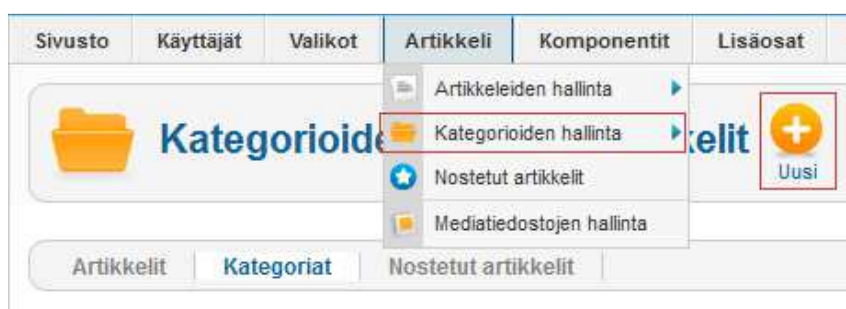 Sivusto Käyttäjät Valikot Artikkeli Komponentit Lisäosat
Artikkeleiden hallinta
Kategorioiden hallinta
Nostetut artikkelit
Mediatiedostojen hallinta
Kategorioide elit
Uusi
Artikkelit Kategoriat Nostetut artikkelit